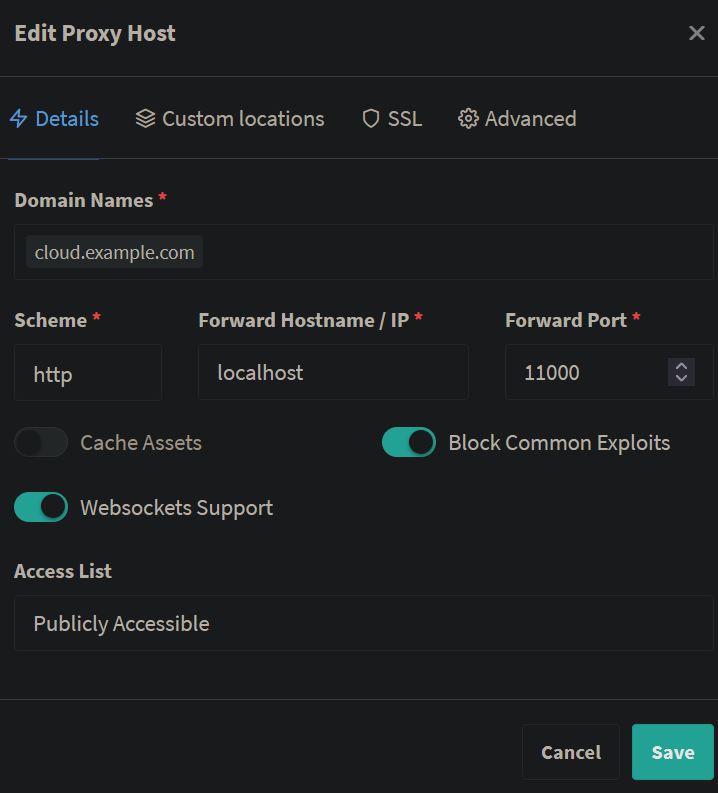 Edit Proxy Host
Details Custom locations SSL Advanced
Domain Names *
cloud.example.com
Scheme * Forward Hostname / IP * Forward Port *
http localhost 11000
Cache Assets Block Common Exploits
Websockets Support
Access List
Publicly Accessible
Cancel Save